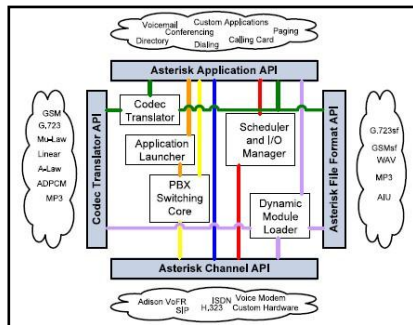 Voicemail Custom Applications
Conferencing Paging
Directory Calling Card
Dialing
Asterisk Application API
Codec Translator API
GSM
G,723
Mu-Law
Linear
A-Law
ADPCM
MP3
Codec
Translator
Application
Launcher
PBX
Switching
Core
Scheduler
and I/O
Manager
Dynamic
Module
Loader
Asterisk File Format API
G,723sf
GSMsf
WAV
MP3
AIU
Asterisk Channel API
Adison VoFR ISDN Voice Modem
SIP H,323 Custom Hardware